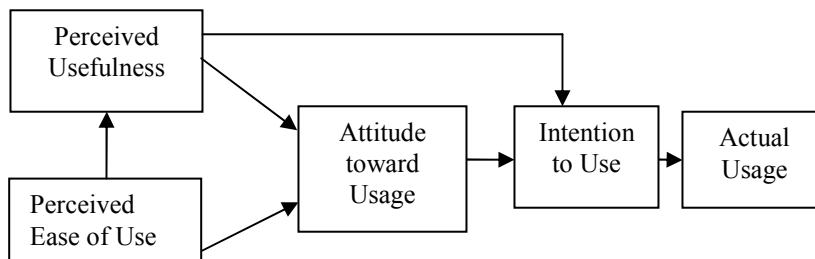 Perceived
Usefulness
Perceived
Ease of Use
Attitude
toward
Usage
Intention
to Use
Actual
Usage